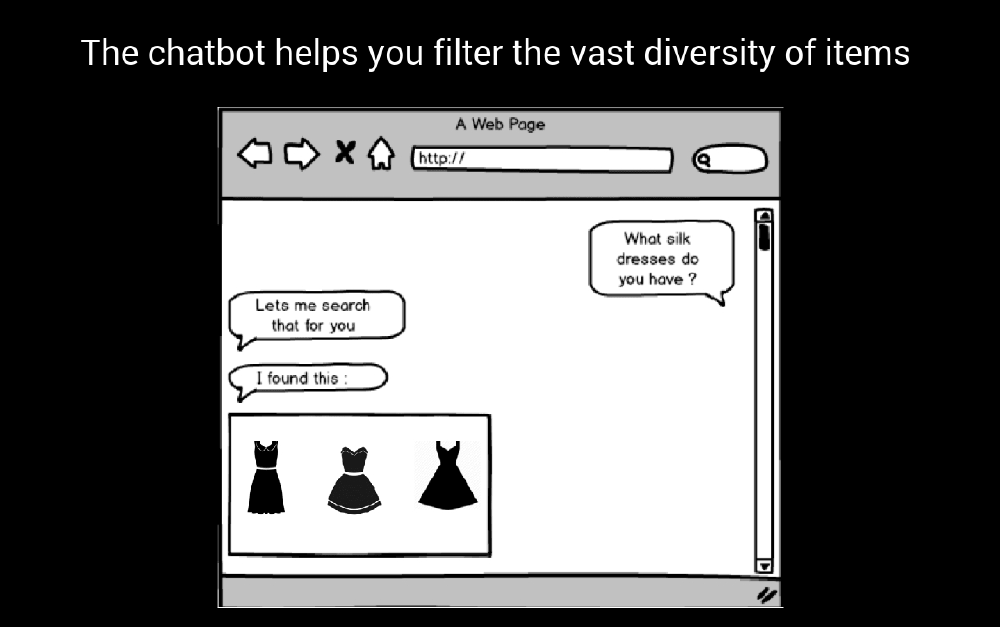 The chatbot helps you filter the vast diversity of items
A Web Page
http://
What silk
dresses do
you have ?
Lets me search
that for you
I found this :